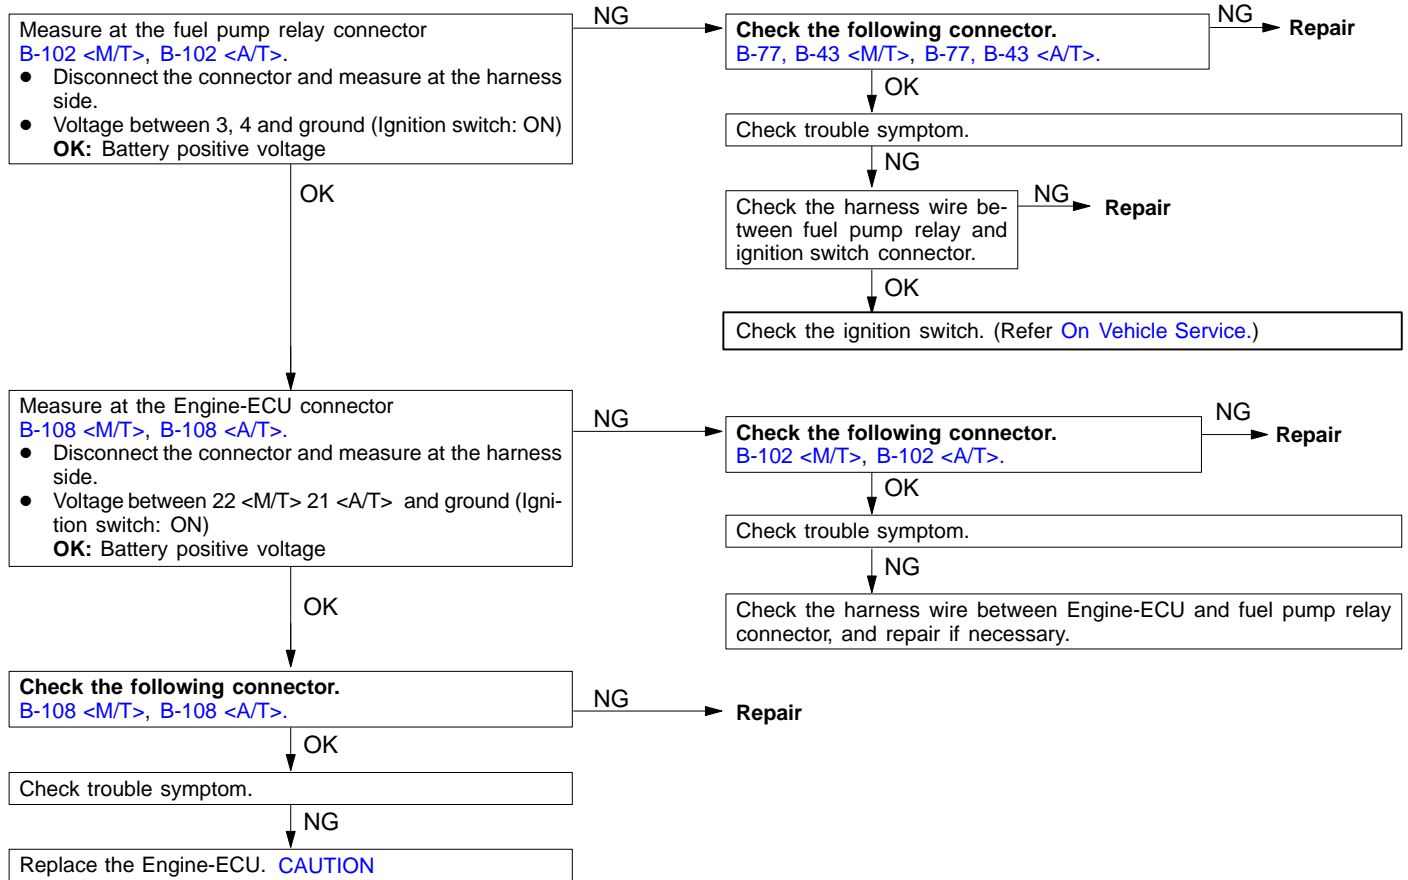 Measure at the fuel pump relay connector
B-102 <M/T>, B-102 <A/T>.
● Disconnect the connector and measure at the harness
side.
● Voltage between 3, 4 and ground (Ignition switch: ON)
OK: Battery positive voltage
NG
Check the following connector.
B-77, B-43 <M/T>, B-77, B-43 <A/T>.
NG
Repair
OK
Check trouble symptom.
NG
Check the harness wire be-
tween fuel pump relay and
ignition switch connector.
NG
Repair
OK
Check the ignition switch. (Refer On Vehicle Service.)
OK
Measure at the Engine-ECU connector
B-108 <M/T>, B-108 <A/T>.
● Disconnect the connector and measure at the harness
side.
● Voltage between 22 <M/T> 21 <A/T> and ground (Igni-
tion switch: ON)
OK: Battery positive voltage
NG
Check the following connector.
B-102 <M/T>, B-102 <A/T>.
NG
Repair
OK
Check trouble symptom.
NG
Check the harness wire between Engine-ECU and fuel pump relay
connector, and repair if necessary.
OK
Check the following connector.
B-108 <M/T>, B-108 <A/T>.
NG
Repair
OK
Check trouble symptom.
NG
Replace the Engine-ECU. CAUTION